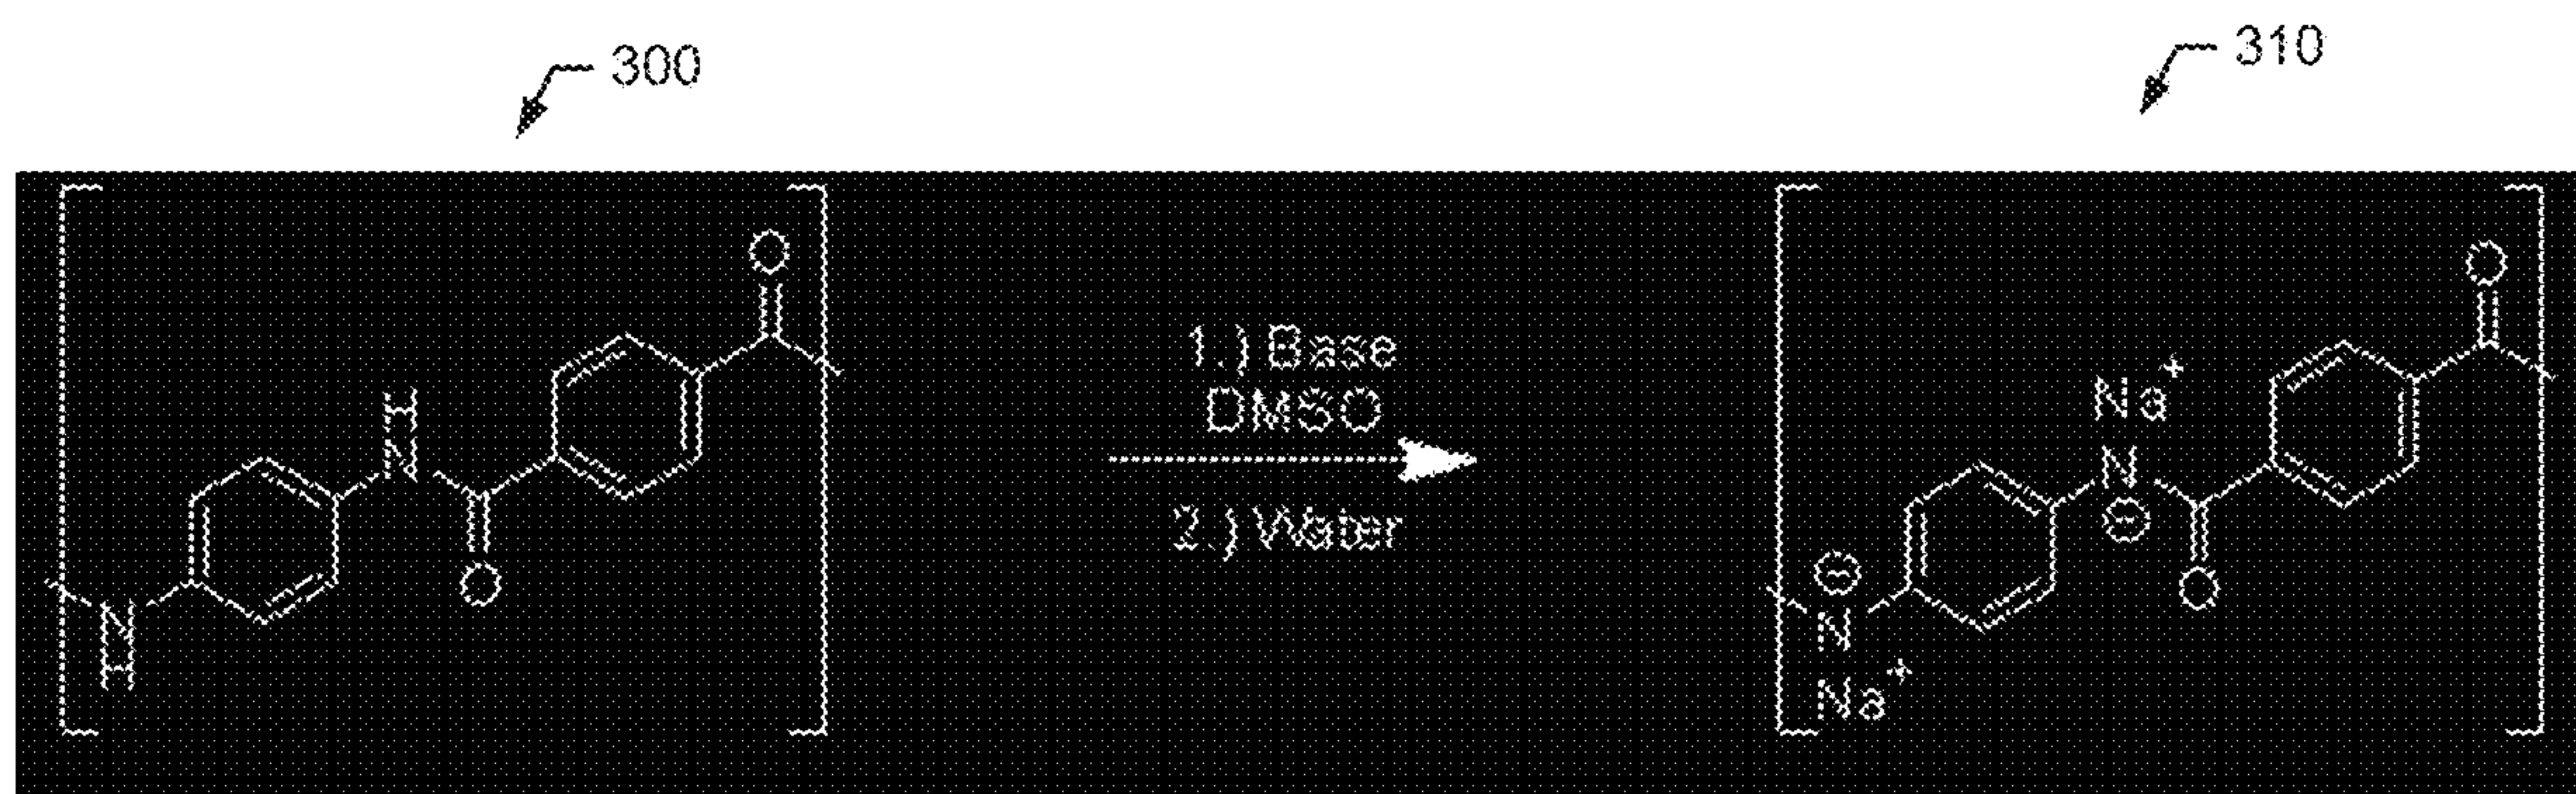 300
310
O
O
1.) Base
Na+
DMSO
H
N
N
⊖
2.) Water
⊖
O
O
N
H
N
Na+